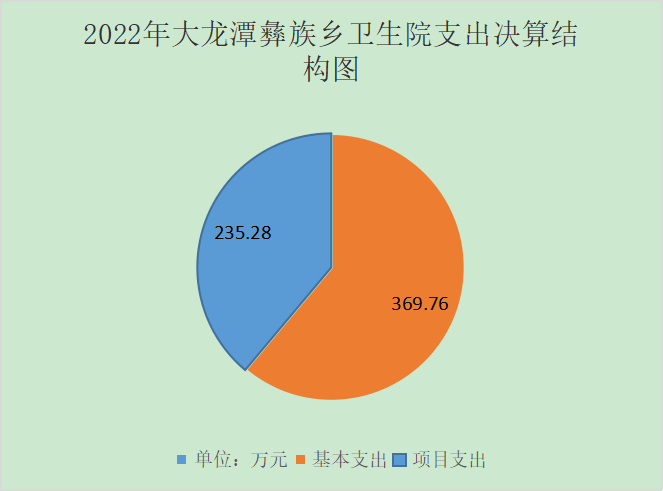 2022年大龙潭彝族乡卫生院支出决算结
构图
235.28
369.76
单位：万元 基本支出 项目支出